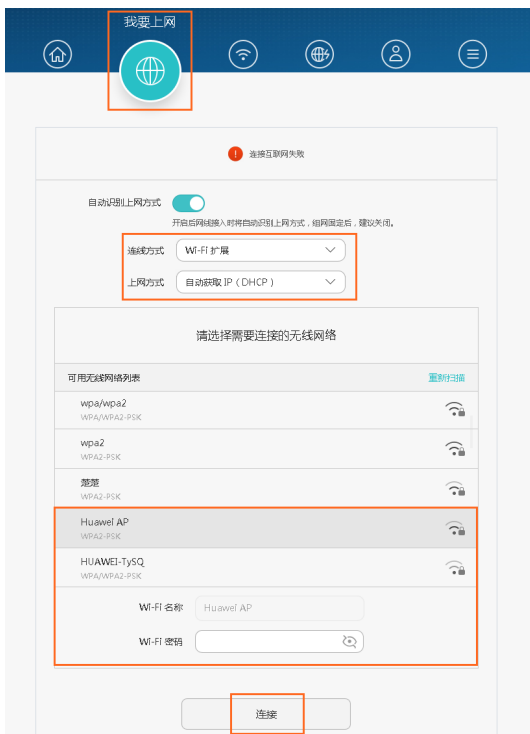 我要上网
连接互联网失败
自动识别上网方式
开启后网线接入时将自动识别上网方式，组网固定后，建议关闭。
连线方式 Wi-Fi 扩展
上网方式 自动获取 IP（DHCP）
请选择需要连接的无线网络
可用无线网络列表 重新扫描
wpa/wpa2
WPA/WPA2-PSK
wpa2
WPA2-PSK
楚楚
WPA2-PSK
Huawei AP
WPA2-PSK
HUAWEI-TySQ
WPA/WPA2-PSK
Wi-Fi 名称 Huawei AP
Wi-Fi 密码
连接